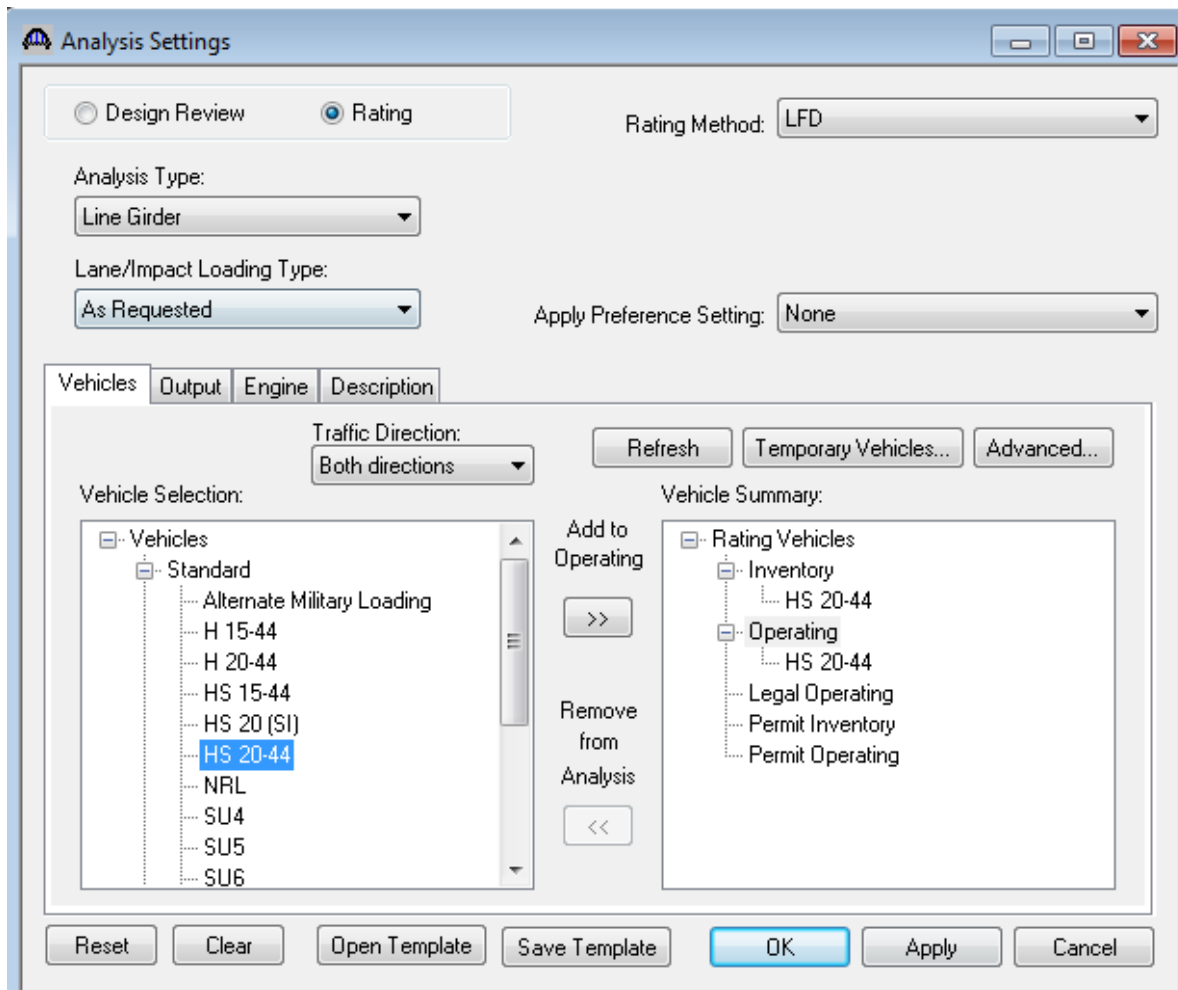 Analysis Settings
Design Review
Rating
Rating Method:
LFD
Analysis Type:
Line Girder
Lane/Impact Loading Type:
As Requested
Apply Preference Setting:
None
Vehicles
Output
Engine
Description
Traffic Direction:
Both directions
Refresh
Temporary Vehicles...
Advanced...
Vehicle Selection:
Vehicles
Standard
Alternate Military Loading
H 15-44
H 20-44
HS 15-44
HS 20 (SI)
HS 20-44
NRL
SU4
SU5
SU6
Add to
Operating
>>
Remove
from
Analysis
<<
Vehicle Summary:
Rating Vehicles
Inventory
HS 20-44
Operating
HS 20-44
Legal Operating
Permit Inventory
Permit Operating
Reset
Clear
Open Template
Save Template
OK
Apply
Cancel